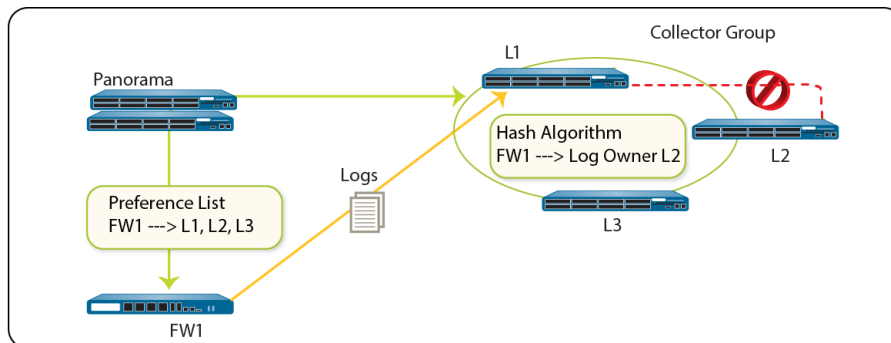 Collector Group
L1
Panorama
Hash Algorithm
FW1 ---> Log Owner L2
L2
Logs
Preference List
FW1 ---> L1, L2, L3
L3
FW1